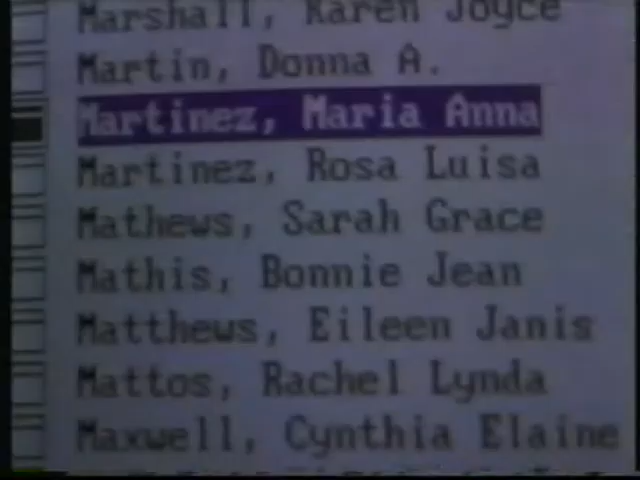 Marshall, Karen Joyce
Martin, Donna A.
Martinez, Maria Anna
Martinez, Rosa Luisa
Mathews, Sarah Grace
Mathis, Bonnie Jean
Matthews, Eileen Janis
Mattos, Rachel Lynda
Maxwell, Cynthia Elaine